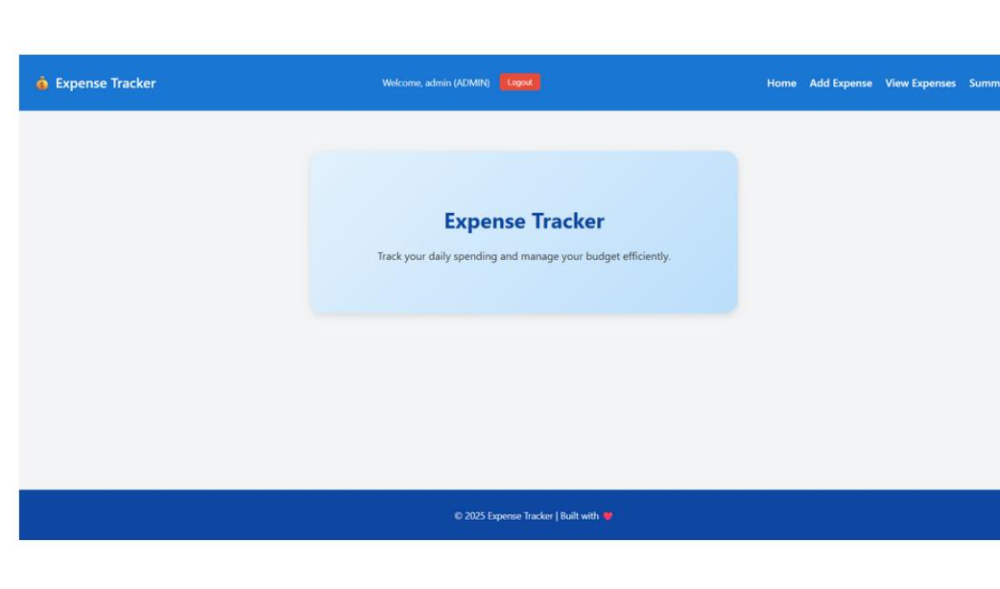 💰 Expense Tracker
Welcome, admin (ADMIN) Logout
Home Add Expense View Expenses Summ
Expense Tracker
Track your daily spending and manage your budget efficiently.
© 2025 Expense Tracker | Built with ❤️